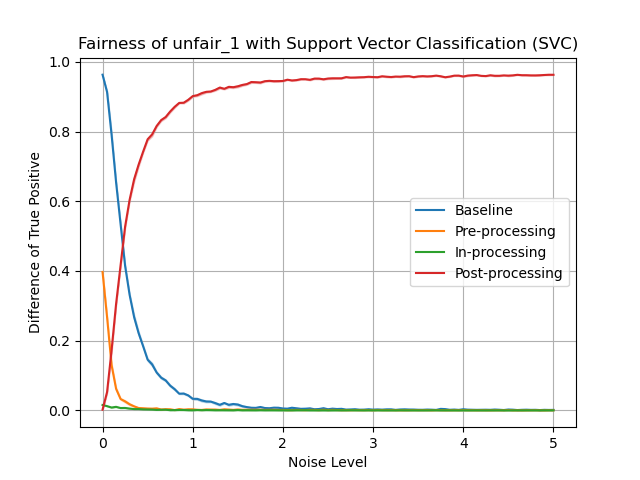 Fairness of unfair_1 with Support Vector Classification (SVC)
1.0
0.8
0.6
0.4
0.2
0.0
Difference of True Positive
Baseline
Pre-processing
In-processing
Post-processing
0 1 2 3 4 5
Noise Level